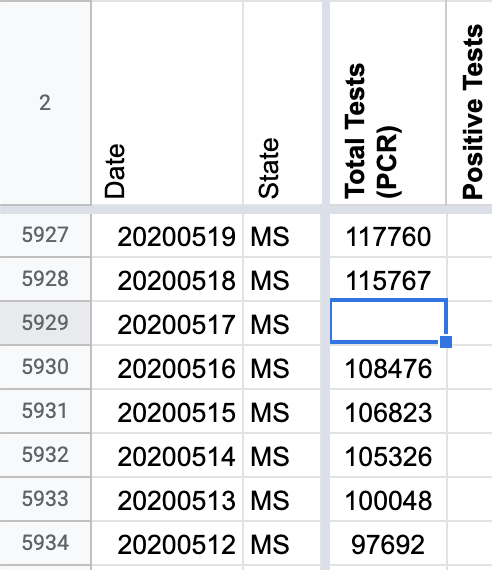 2 Date State Total Tests (PCR) Positive Tests
5927 20200519 MS 117760
5928 20200518 MS 115767
5929 20200517 MS
5930 20200516 MS 108476
5931 20200515 MS 106823
5932 20200514 MS 105326
5933 20200513 MS 100048
5934 20200512 MS 97692